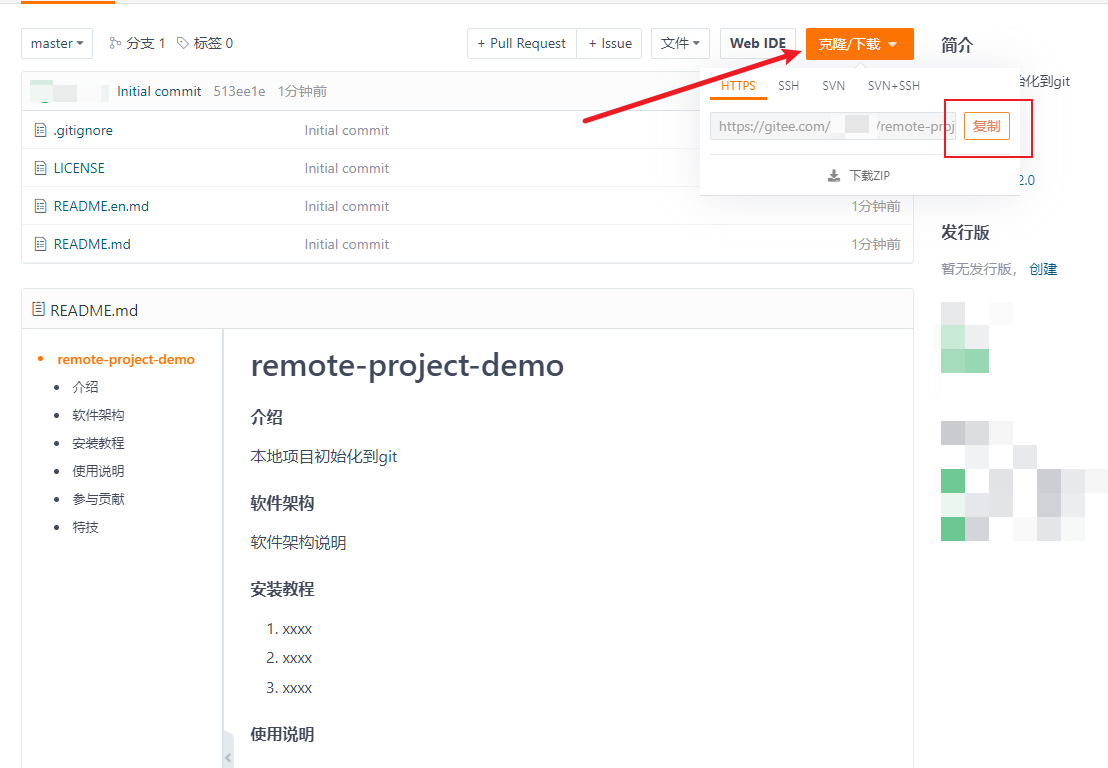 master 分支 1 标签 0 + Pull Request + Issue 文件 Web IDE 克隆/下载 简介
Initial commit 513ee1e 1分钟前
HTTPS SSH SVN SVN+SSH
化到git
.gitignore Initial commit
https://gitee.com/ /remote-proj 复制
LICENSE Initial commit
下载ZIP
2.0
README.en.md Initial commit 1分钟前
README.md Initial commit 1分钟前
发行版
暂无发行版，创建
README.md
remote-project-demo
介绍
软件架构
安装教程
使用说明
参与贡献
特技
remote-project-demo
介绍
本地项目初始化到git
软件架构
软件架构说明
安装教程
1. xxxx
2. xxxx
3. xxxx
使用说明